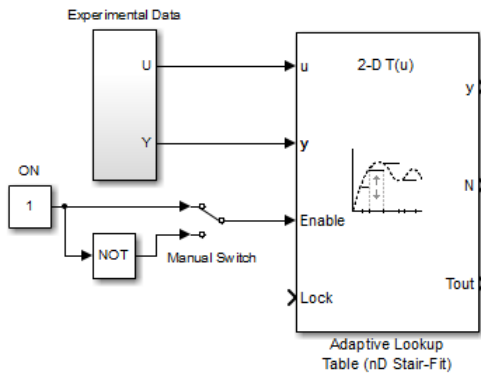 Experimental Data
U
Y
ON
1
NOT
Manual Switch
2-D T(u)
u
y
Enable
Lock
y
N
Tout
Adaptive Lookup
Table (nD Stair-Fit)